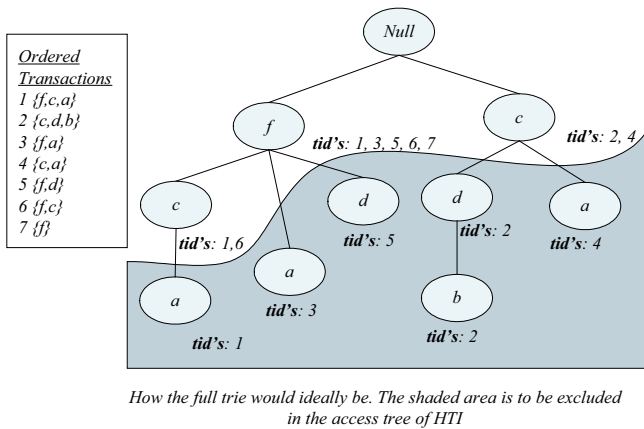 Ordered
Transactions
1 {f,c,a}
2 {c,d,b}
3 {f,a}
4 {c,a}
5 {f,d}
6 {f,c}
7 {f}
Null
f
c
tid's: 1, 3, 5, 6, 7
tid's: 2, 4
c
d
d
a
tid's: 1,6
tid's: 5
tid's: 2
tid's: 4
a
a
b
tid's: 3
tid's: 1
tid's: 2
How the full trie would ideally be. The shaded area is to be excluded
in the access tree of HTI